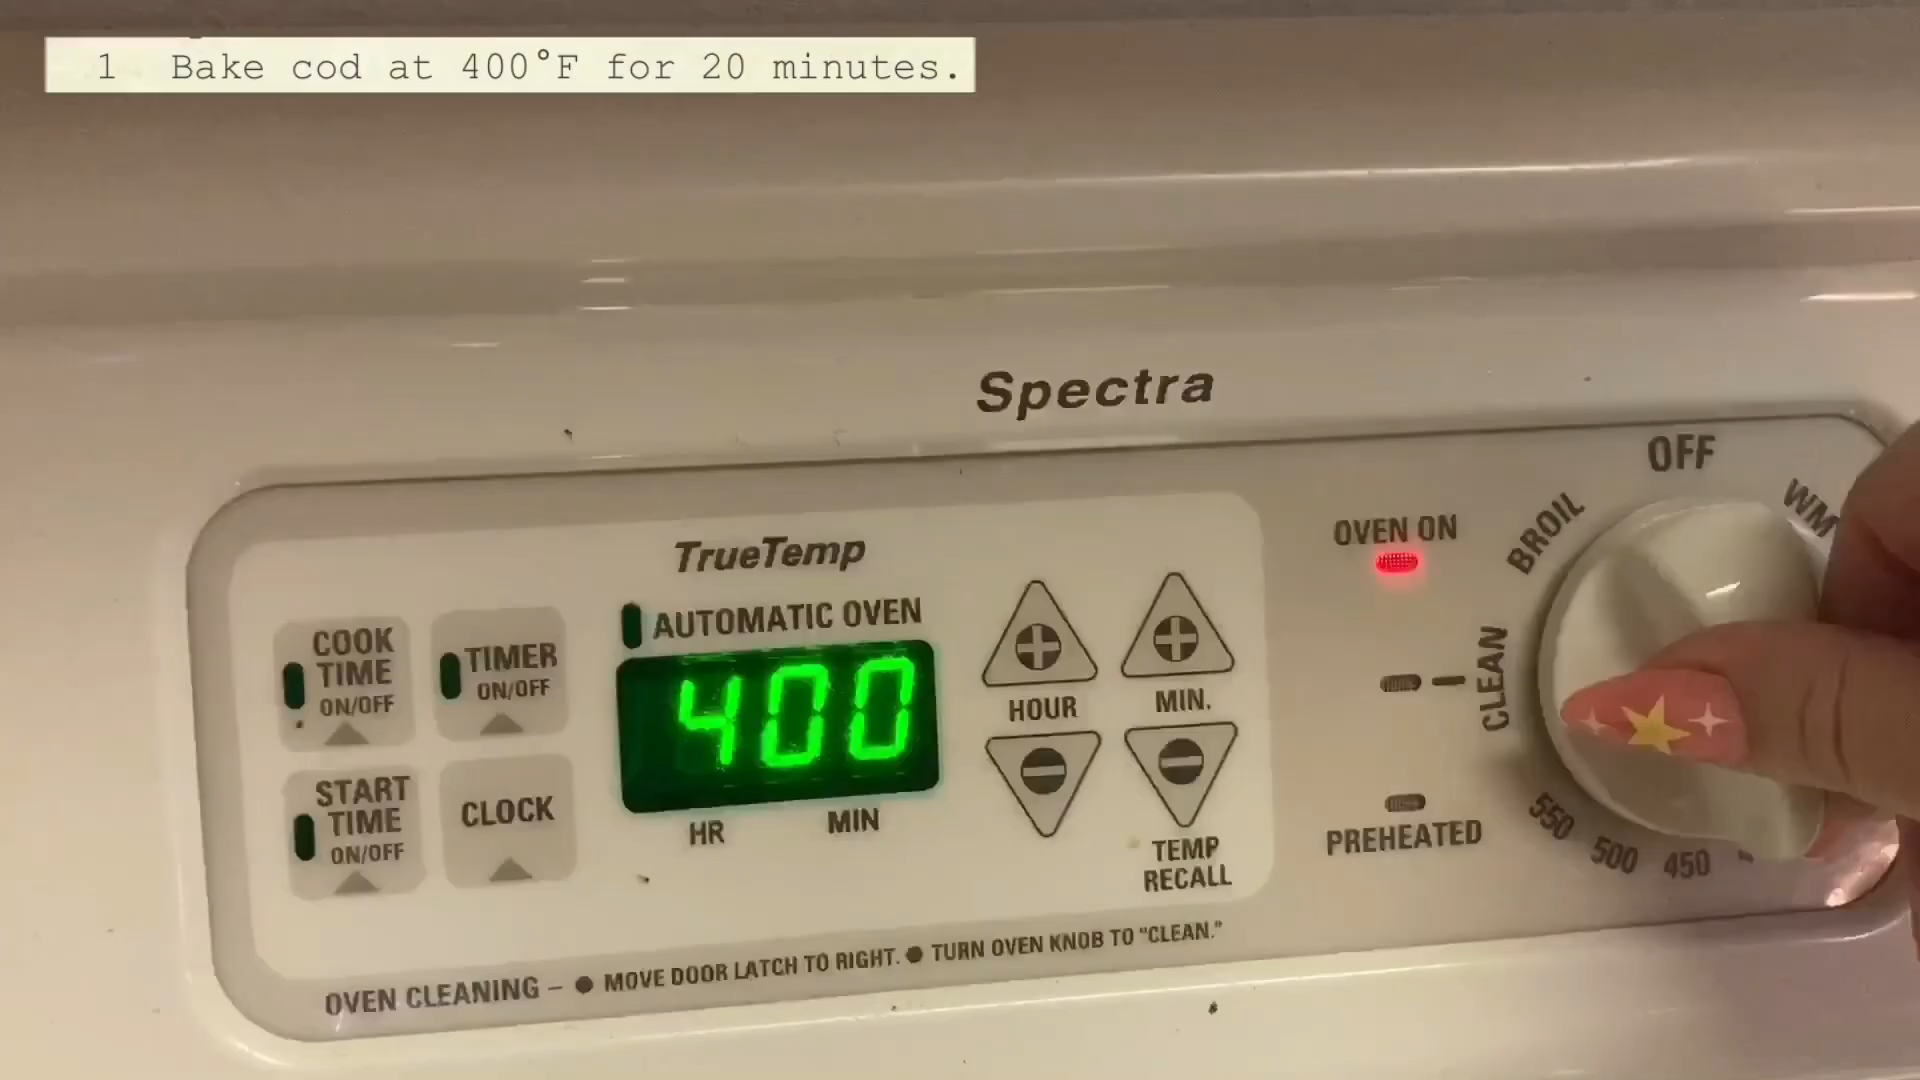 1 Bake cod at 400°F for 20 minutes.
Spectra
TrueTemp
AUTOMATIC OVEN
400
HR MIN
COOK
TIME
ON/OFF
TIMER
ON/OFF
START
TIME
ON/OFF
CLOCK
HOUR
MIN.
TEMP
RECALL
OVEN ON
PREHEATED
OFF
WM
BROIL
CLEAN
550
500
450
OVEN CLEANING – ● MOVE DOOR LATCH TO RIGHT. ● TURN OVEN KNOB TO "CLEAN."